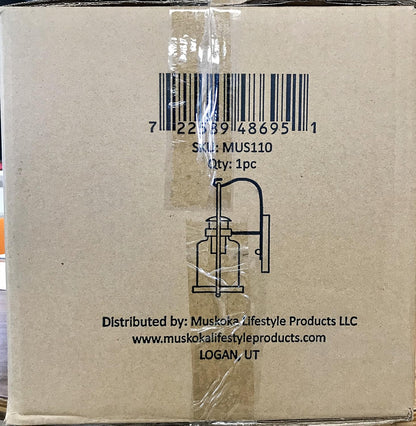 7 22589 48695 1
SKU: MUS110
Qty: 1pc
Distributed by: Muskoka Lifestyle Products LLC
www.muskokalifestyleproducts.com
LOGAN, UT